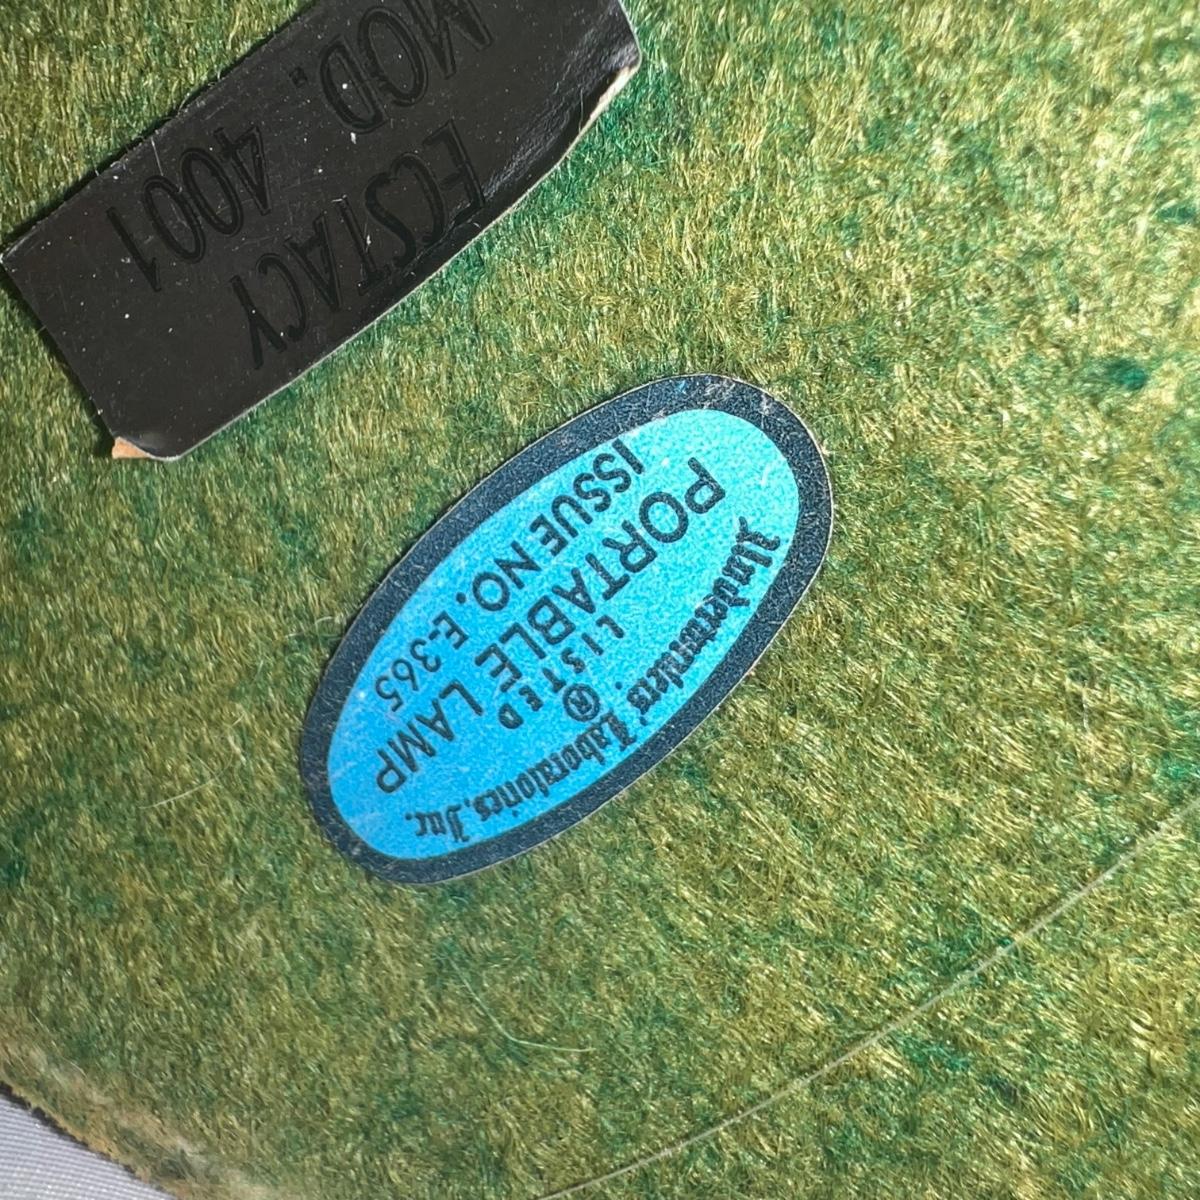 MOD. 4001
ECSTACY
Underwriters' Laboratories, Inc.
LISTED
PORTABLE LAMP
ISSUE NO. E-365